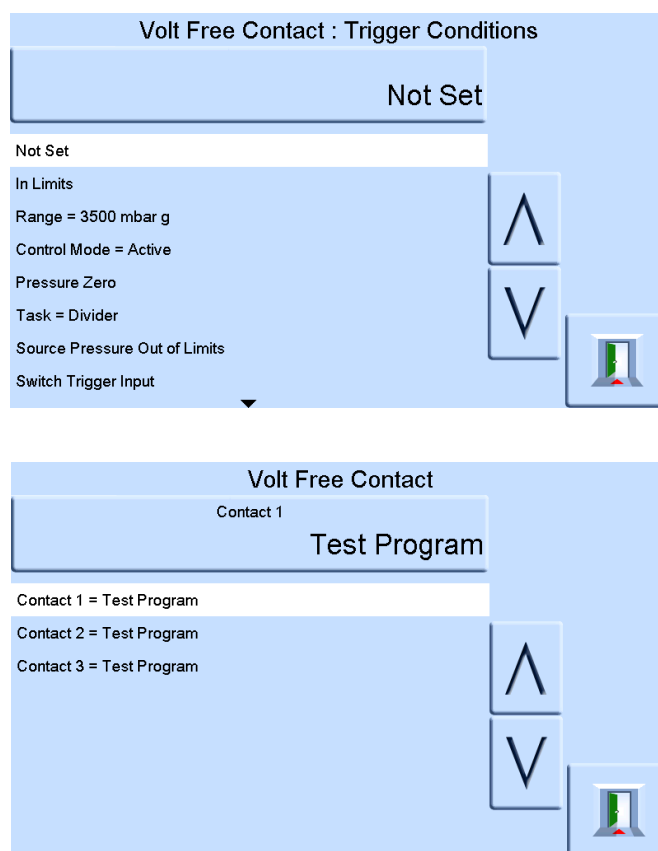 Volt Free Contact : Trigger Conditions
Not Set
Not Set
In Limits
Range = 3500 mbar g
Control Mode = Active
Pressure Zero
Task = Divider
Source Pressure Out of Limits
Switch Trigger Input
Volt Free Contact
Contact 1
Test Program
Contact 1 = Test Program
Contact 2 = Test Program
Contact 3 = Test Program